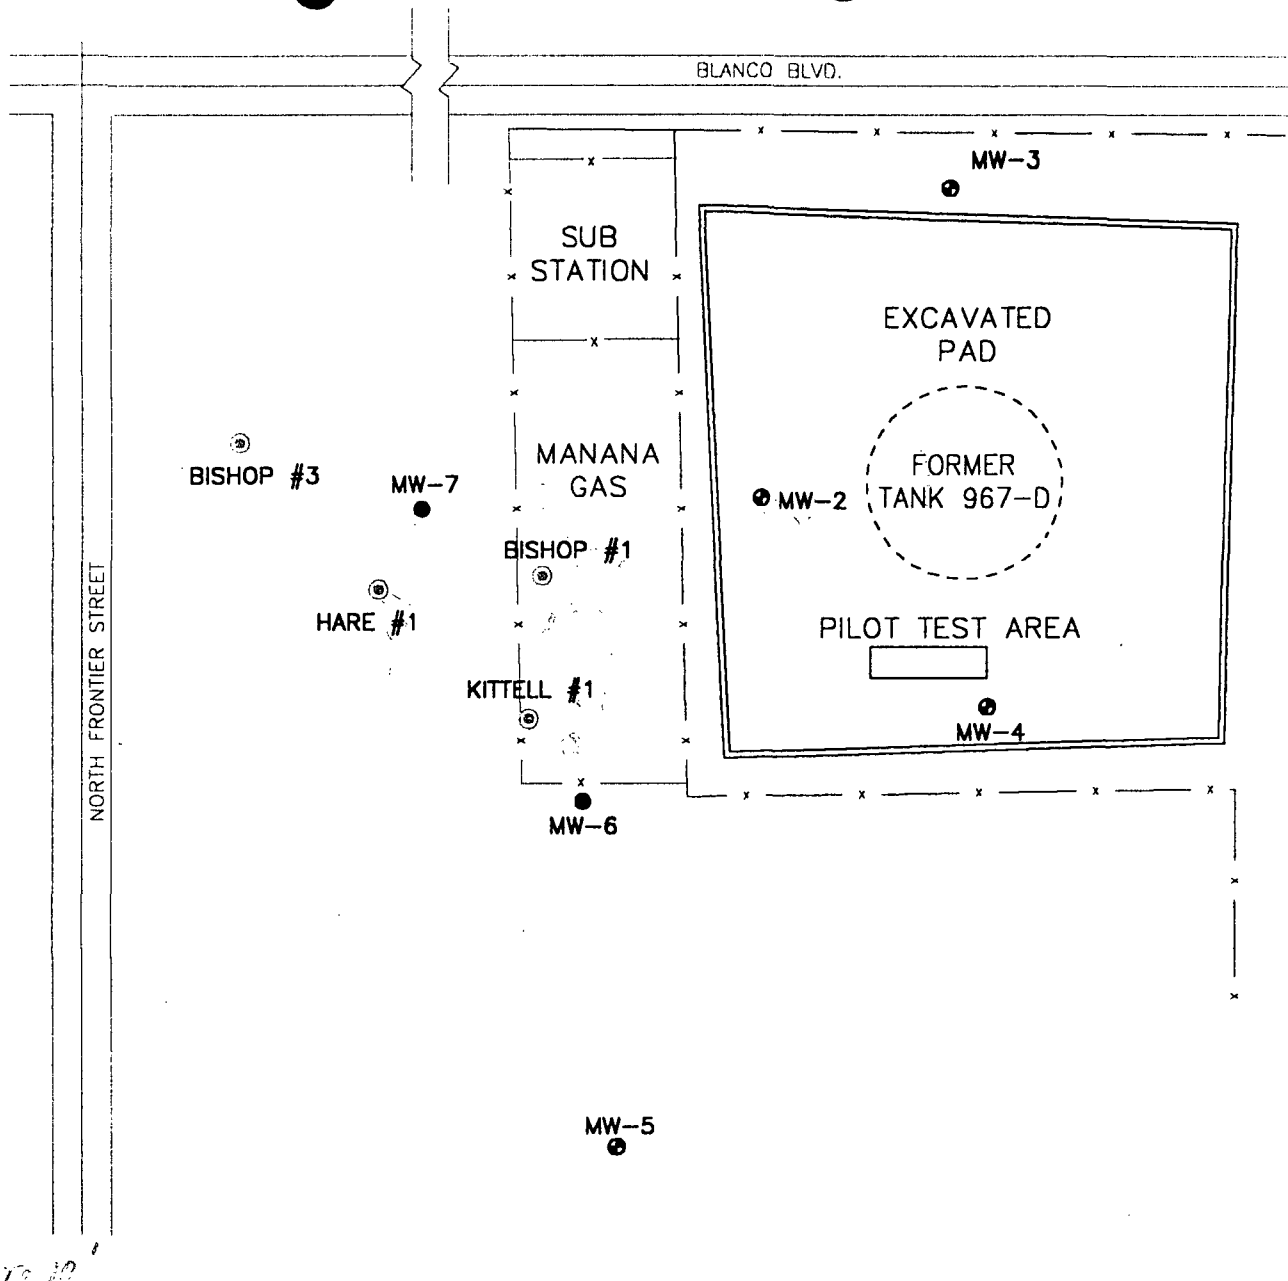 BLANCO BLVD.
MW-3
SUB
STATION
EXCAVATED
PAD
MANANA
GAS
FORMER
TANK 967-D
BISHOP #3
MW-7
MW-2
BISHOP #1
HARE #1
PILOT TEST AREA
KITTELL #1
MW-4
NORTH FRONTIER STREET
MW-6
MW-5